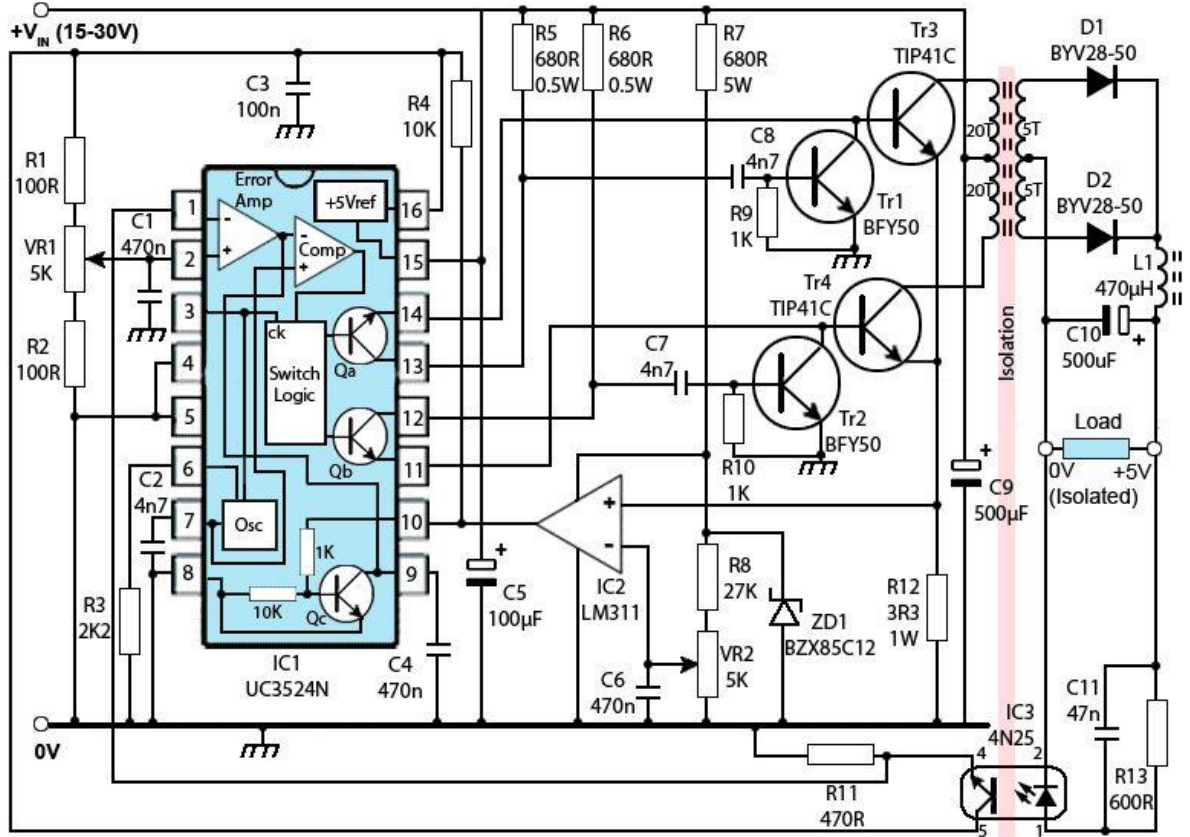 +V_IN (15-30V)
R5
680R
0.5W
R6
680R
0.5W
R7
680R
5W
Tr3
TIP41C
D1
BYV28-50
C3
100n
R4
10K
20T
5T
20T
5T
C8
4n7
R1
100R
Error
Amp
+5Vref
Comp
1
2
3
4
5
6
7
8
16
15
14
13
12
11
10
9
C1
470n
VR1
5K
R9
1K
Tr1
BFY50
D2
BYV28-50
L1
470µH
Tr4
TIP41C
R2
100R
ck
Switch
Logic
Qa
Qb
C7
4n7
Isolation
C10
500uF
+
Tr2
BFY50
R10
1K
Load
0V
+5V
(Isolated)
C2
4n7
Osc
1K
10K
Qc
+
-
IC2
LM311
+
C9
500µF
R3
2K2
+
C5
100µF
R8
27K
ZD1
BZX85C12
R12
3R3
1W
VR2
5K
IC1
UC3524N
C4
470n
C6
470n
C11
47n
0V
IC3
4N25
4
2
R11
470R
R13
600R
5
1